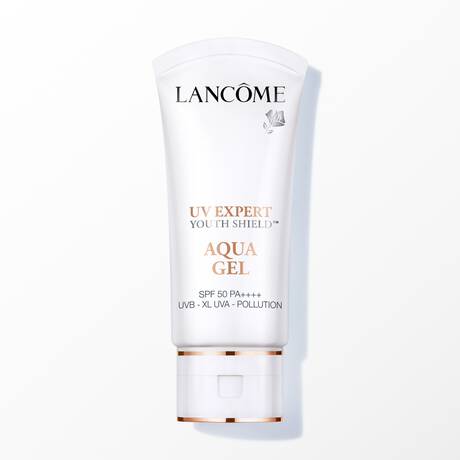 LANCÔME
UV EXPERT
YOUTH SHIELD™
AQUA
GEL
SPF 50 PA++++
UVB - XL UVA - POLLUTION